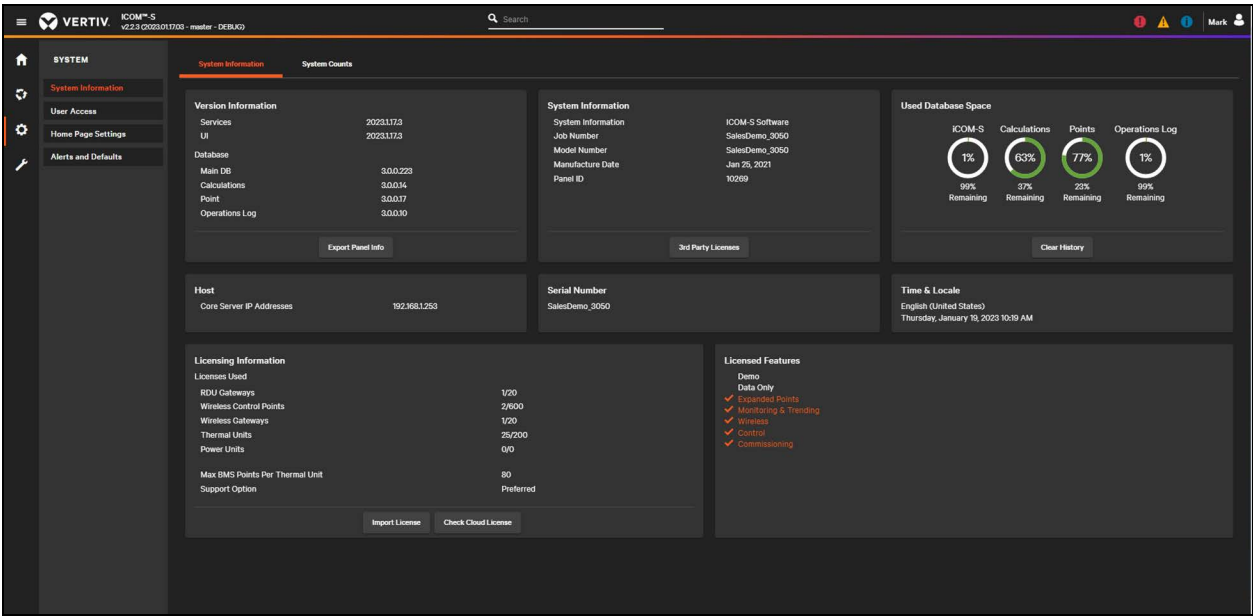 VERTIV.
ICOM™-S
v2.2.3 (2023.01.17.03 - master - DEBUG)
Search
Mark
SYSTEM
System Information
User Access
Home Page Settings
Alerts and Defaults
System Information System Counts
Version Information
Services 2023.1.17.3
UI 2023.1.17.3
Database
Main DB 3.0.0.223
Calculations 3.0.0.14
Point 3.0.0.17
Operations Log 3.0.0.10
Export Panel Info
System Information
System Information ICOM-S Software
Job Number SalesDemo_3050
Model Number SalesDemo_3050
Manufacture Date Jan 25, 2021
Panel ID 10269
3rd Party Licenses
Used Database Space
iCOM-S Calculations Points Operations Log
1% 63% 77% 1%
99% 37% 23% 99%
Remaining Remaining Remaining Remaining
Clear History
Host
Core Server IP Addresses 192.168.1.253
Serial Number
SalesDemo_3050
Time & Locale
English (United States)
Thursday, January 19, 2023 10:19 AM
Licensing Information
Licenses Used
RDU Gateways 1/20
Wireless Control Points 2/600
Wireless Gateways 1/20
Thermal Units 25/200
Power Units 0/0
Max BMS Points Per Thermal Unit 80
Support Option Preferred
Import License Check Cloud License
Licensed Features
Demo
Data Only
Expanded Points
Monitoring & Trending
Wireless
Control
Commissioning